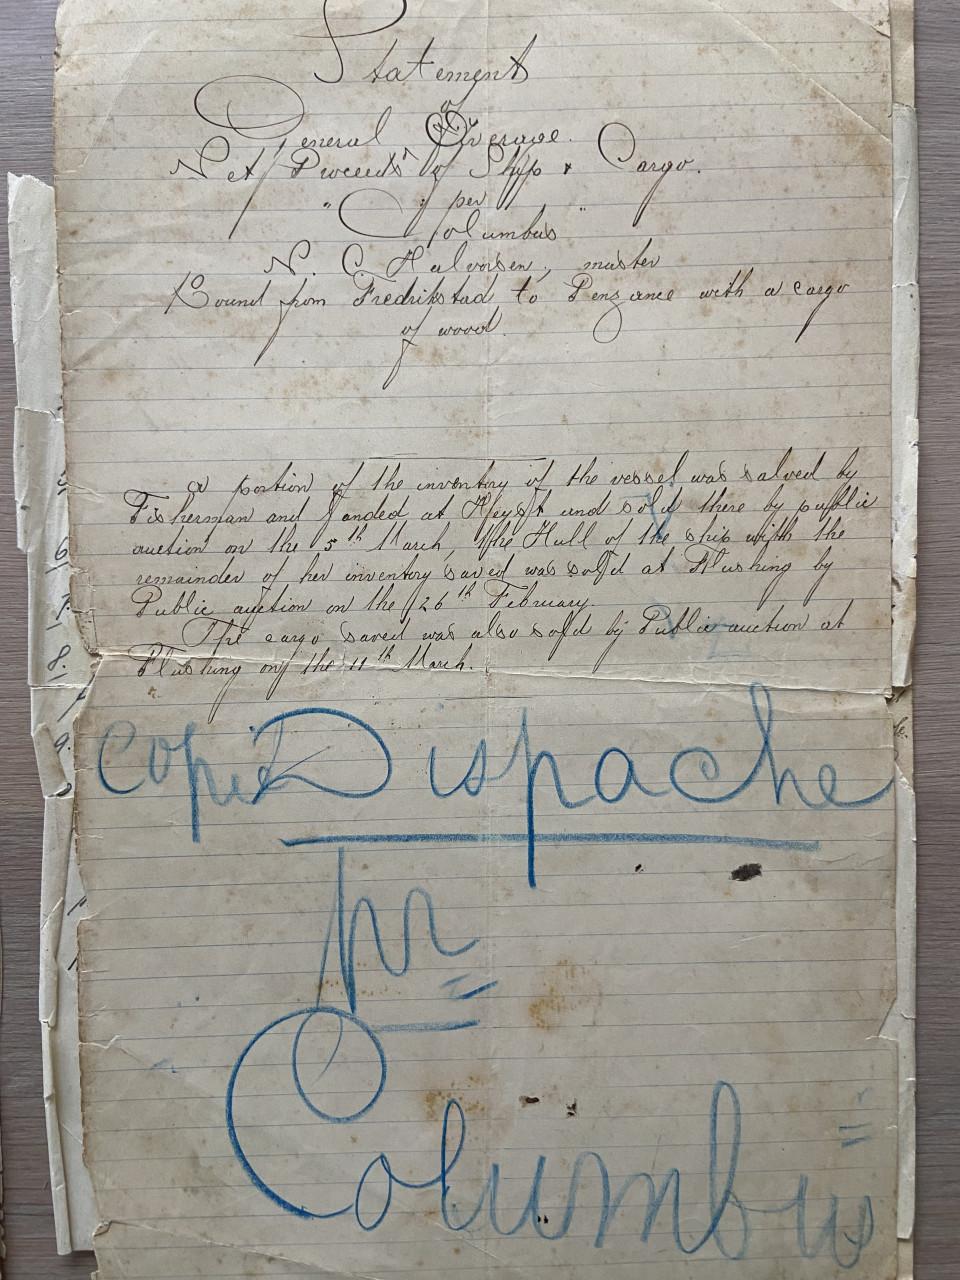 Statement
of
General Average.
Net Proceeds of Ship & Cargo.
per
"Columbus"
N. C. Halvorsen, master
Bound from Fredrikstad to Penzance with a cargo
of wood.
A portion of the inventory of the vessel was salved by
Fisherman and landed at Heyst and sold there by public
auction on the 5th March, the Hull of the ship with the
remainder of her inventory saved was sold at Flushing by
Public auction on the 26th February.
The cargo saved was also sold by Public auction at
Flushing on the 11th March.
Copi Dispache
pr
Columbus